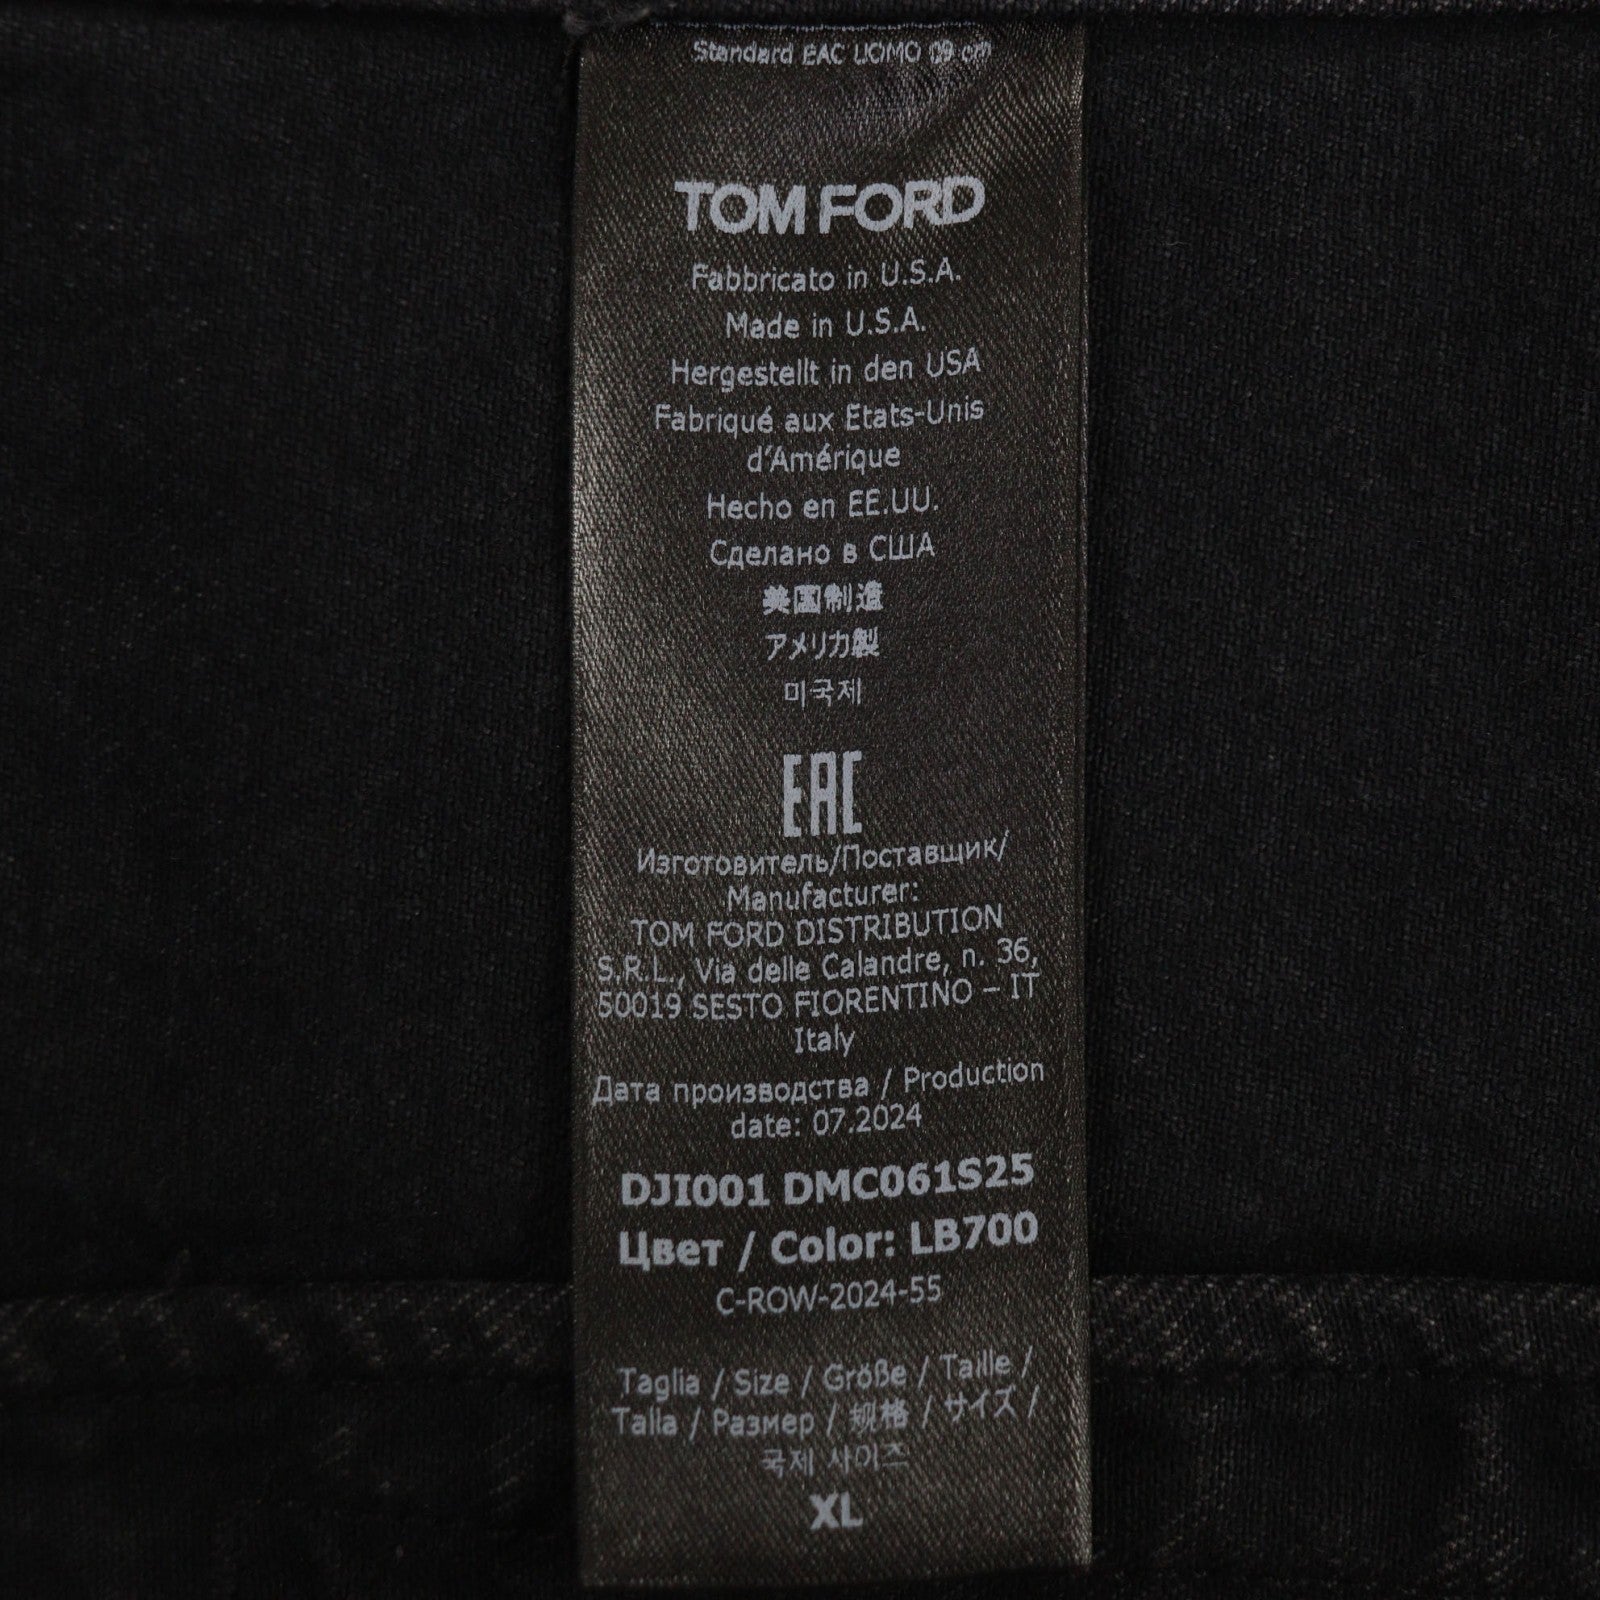 Standard EAC UOMO 09 cm
TOM FORD
Fabbricato in U.S.A.
Made in U.S.A.
Hergestellt in den USA
Fabriqué aux Etats-Unis
d'Amérique
Hecho en EE.UU.
Сделано в США
美国制造
アメリカ製
미국제
EAC
Изготовитель/Поставщик/
Manufacturer:
TOM FORD DISTRIBUTION
S.R.L., Via delle Calandre, n. 36,
50019 SESTO FIORENTINO – IT
Italy
Дата производства / Production
date: 07.2024
DJI001 DMC061S25
Цвет / Color: LB700
C-ROW-2024-55
Taglia / Size / Größe / Taille /
Talla / Размер / 规格 / サイズ /
국제 사이즈
XL